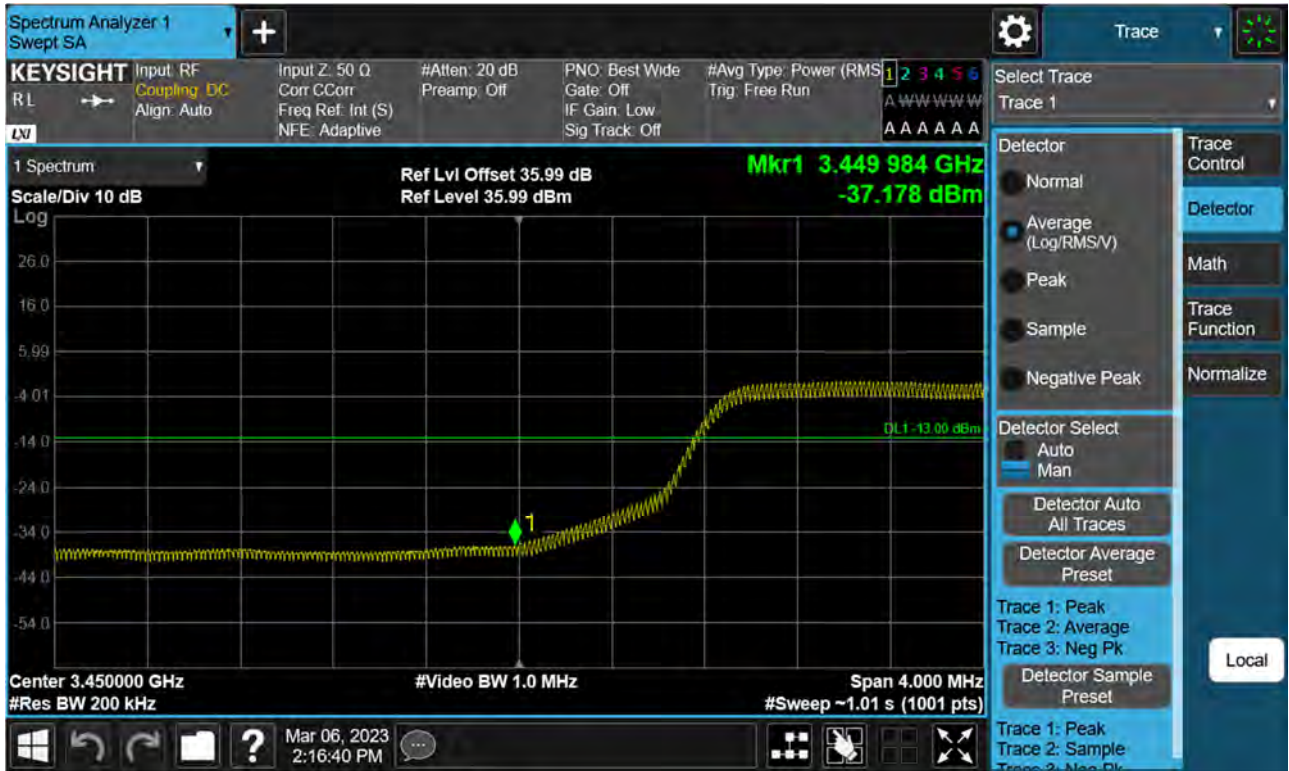 Spectrum Analyzer 1
Swept SA
+
Trace
KEYSIGHT
RL
LXI
Input: RF
Coupling: DC
Align: Auto
Input Z: 50 Ω
Corr CCorr
Freq Ref: Int (S)
NFE: Adaptive
#Atten: 20 dB
Preamp: Off
PNO: Best Wide
Gate: Off
IF Gain: Low
Sig Track: Off
#Avg Type: Power (RMS
Trig: Free Run
1 2 3 4 5 6
A W W W W W
A A A A A A
Select Trace
Trace 1
1 Spectrum
Scale/Div 10 dB
Ref Lvl Offset 35.99 dB
Ref Level 35.99 dBm
Mkr1 3.449 984 GHz
-37.178 dBm
Log
26.0
16.0
5.99
-4.01
-14.0
-24.0
-34.0
-44.0
-54.0
DL1 -13.00 dBm
1
Center 3.450000 GHz
#Res BW 200 kHz
#Video BW 1.0 MHz
Span 4.000 MHz
#Sweep ~1.01 s (1001 pts)
Detector
Normal
Average
(Log/RMS/V)
Peak
Sample
Negative Peak
Detector Select
Auto
Man
Detector Auto
All Traces
Detector Average
Preset
Trace 1: Peak
Trace 2: Average
Trace 3: Neg Pk
Detector Sample
Preset
Trace 1: Peak
Trace 2: Sample
Trace 3: Neg Pk
Trace
Control
Detector
Math
Trace
Function
Normalize
Local
?
Mar 06, 2023
2:16:40 PM